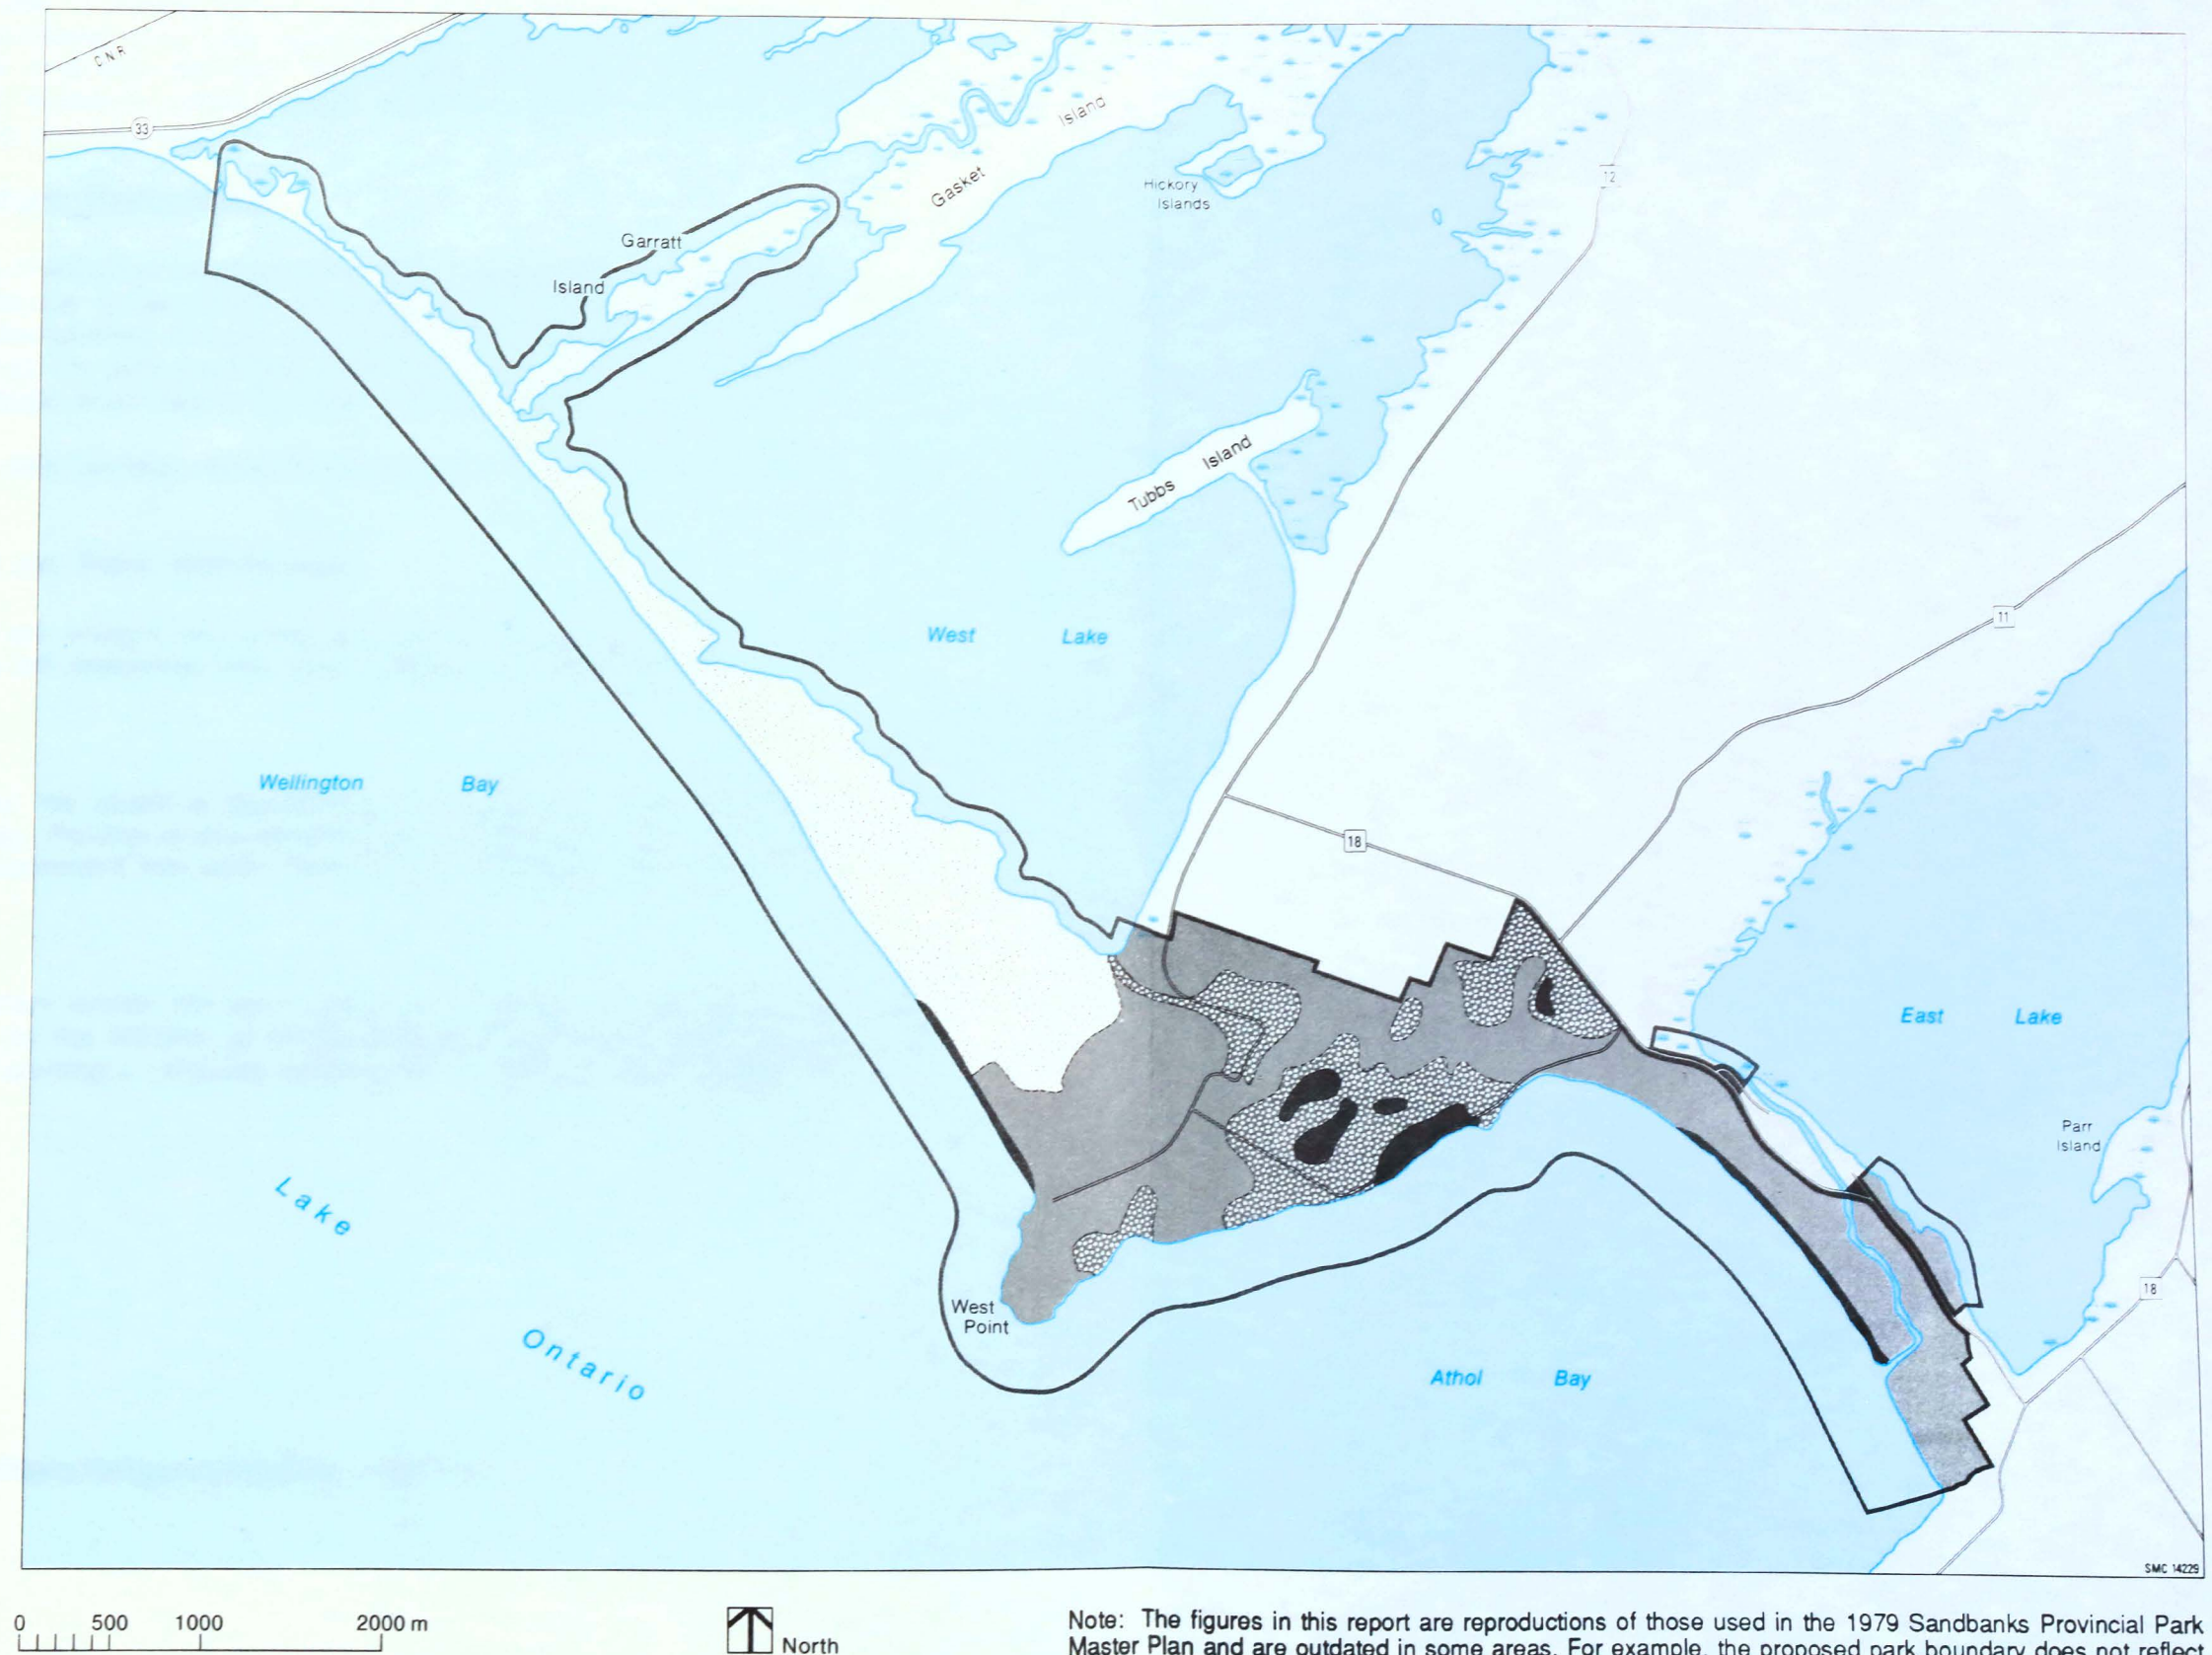 CNR
33
Garratt
Island
Gasket Island
Hickory
Islands
12
Tubbs Island
11
West Lake
Wellington Bay
18
East Lake
Parr
Island
Lake
Ontario
West
Point
Athol Bay
18
SMC 14229
0 500 1000 2000 m
North
Note: The figures in this report are reproductions of those used in the 1979 Sandbanks Provincial Park
Master Plan and are outdated in some areas. For example, the proposed park boundary does not reflect